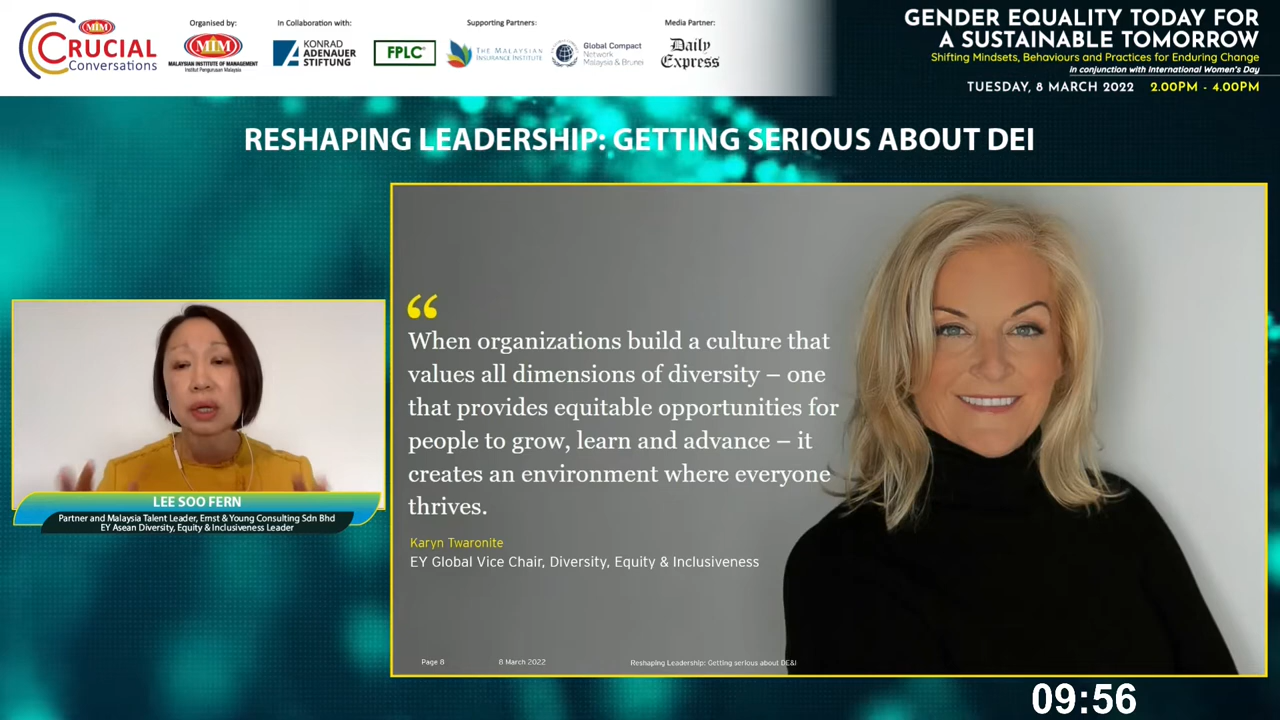 MIM
CRUCIAL
Conversations
Organised by:
MIM
MALAYSIAN INSTITUTE OF MANAGEMENT
Institut Pengurusan Malaysia
In Collaboration with:
KONRAD
ADENAUER
STIFTUNG
FPLC
Supporting Partners:
THE MALAYSIAN
INSURANCE INSTITUTE
Global Compact
Network
Malaysia & Brunei
Media Partner:
Daily
Express
GENDER EQUALITY TODAY FOR
A SUSTAINABLE TOMORROW
Shifting Mindsets, Behaviours and Practices for Enduring Change
in conjunction with International Women's Day
TUESDAY, 8 MARCH 2022 2.00PM - 4.00PM
RESHAPING LEADERSHIP: GETTING SERIOUS ABOUT DEI
“
When organizations build a culture that
values all dimensions of diversity – one
that provides equitable opportunities for
people to grow, learn and advance – it
creates an environment where everyone
thrives.
Karyn Twaronite
EY Global Vice Chair, Diversity, Equity & Inclusiveness
Page 8 8 March 2022 Reshaping Leadership: Getting serious about DE&I
LEE SOO FERN
Partner and Malaysia Talent Leader, Ernst & Young Consulting Sdn Bhd
EY Asean Diversity, Equity & Inclusiveness Leader
09:56